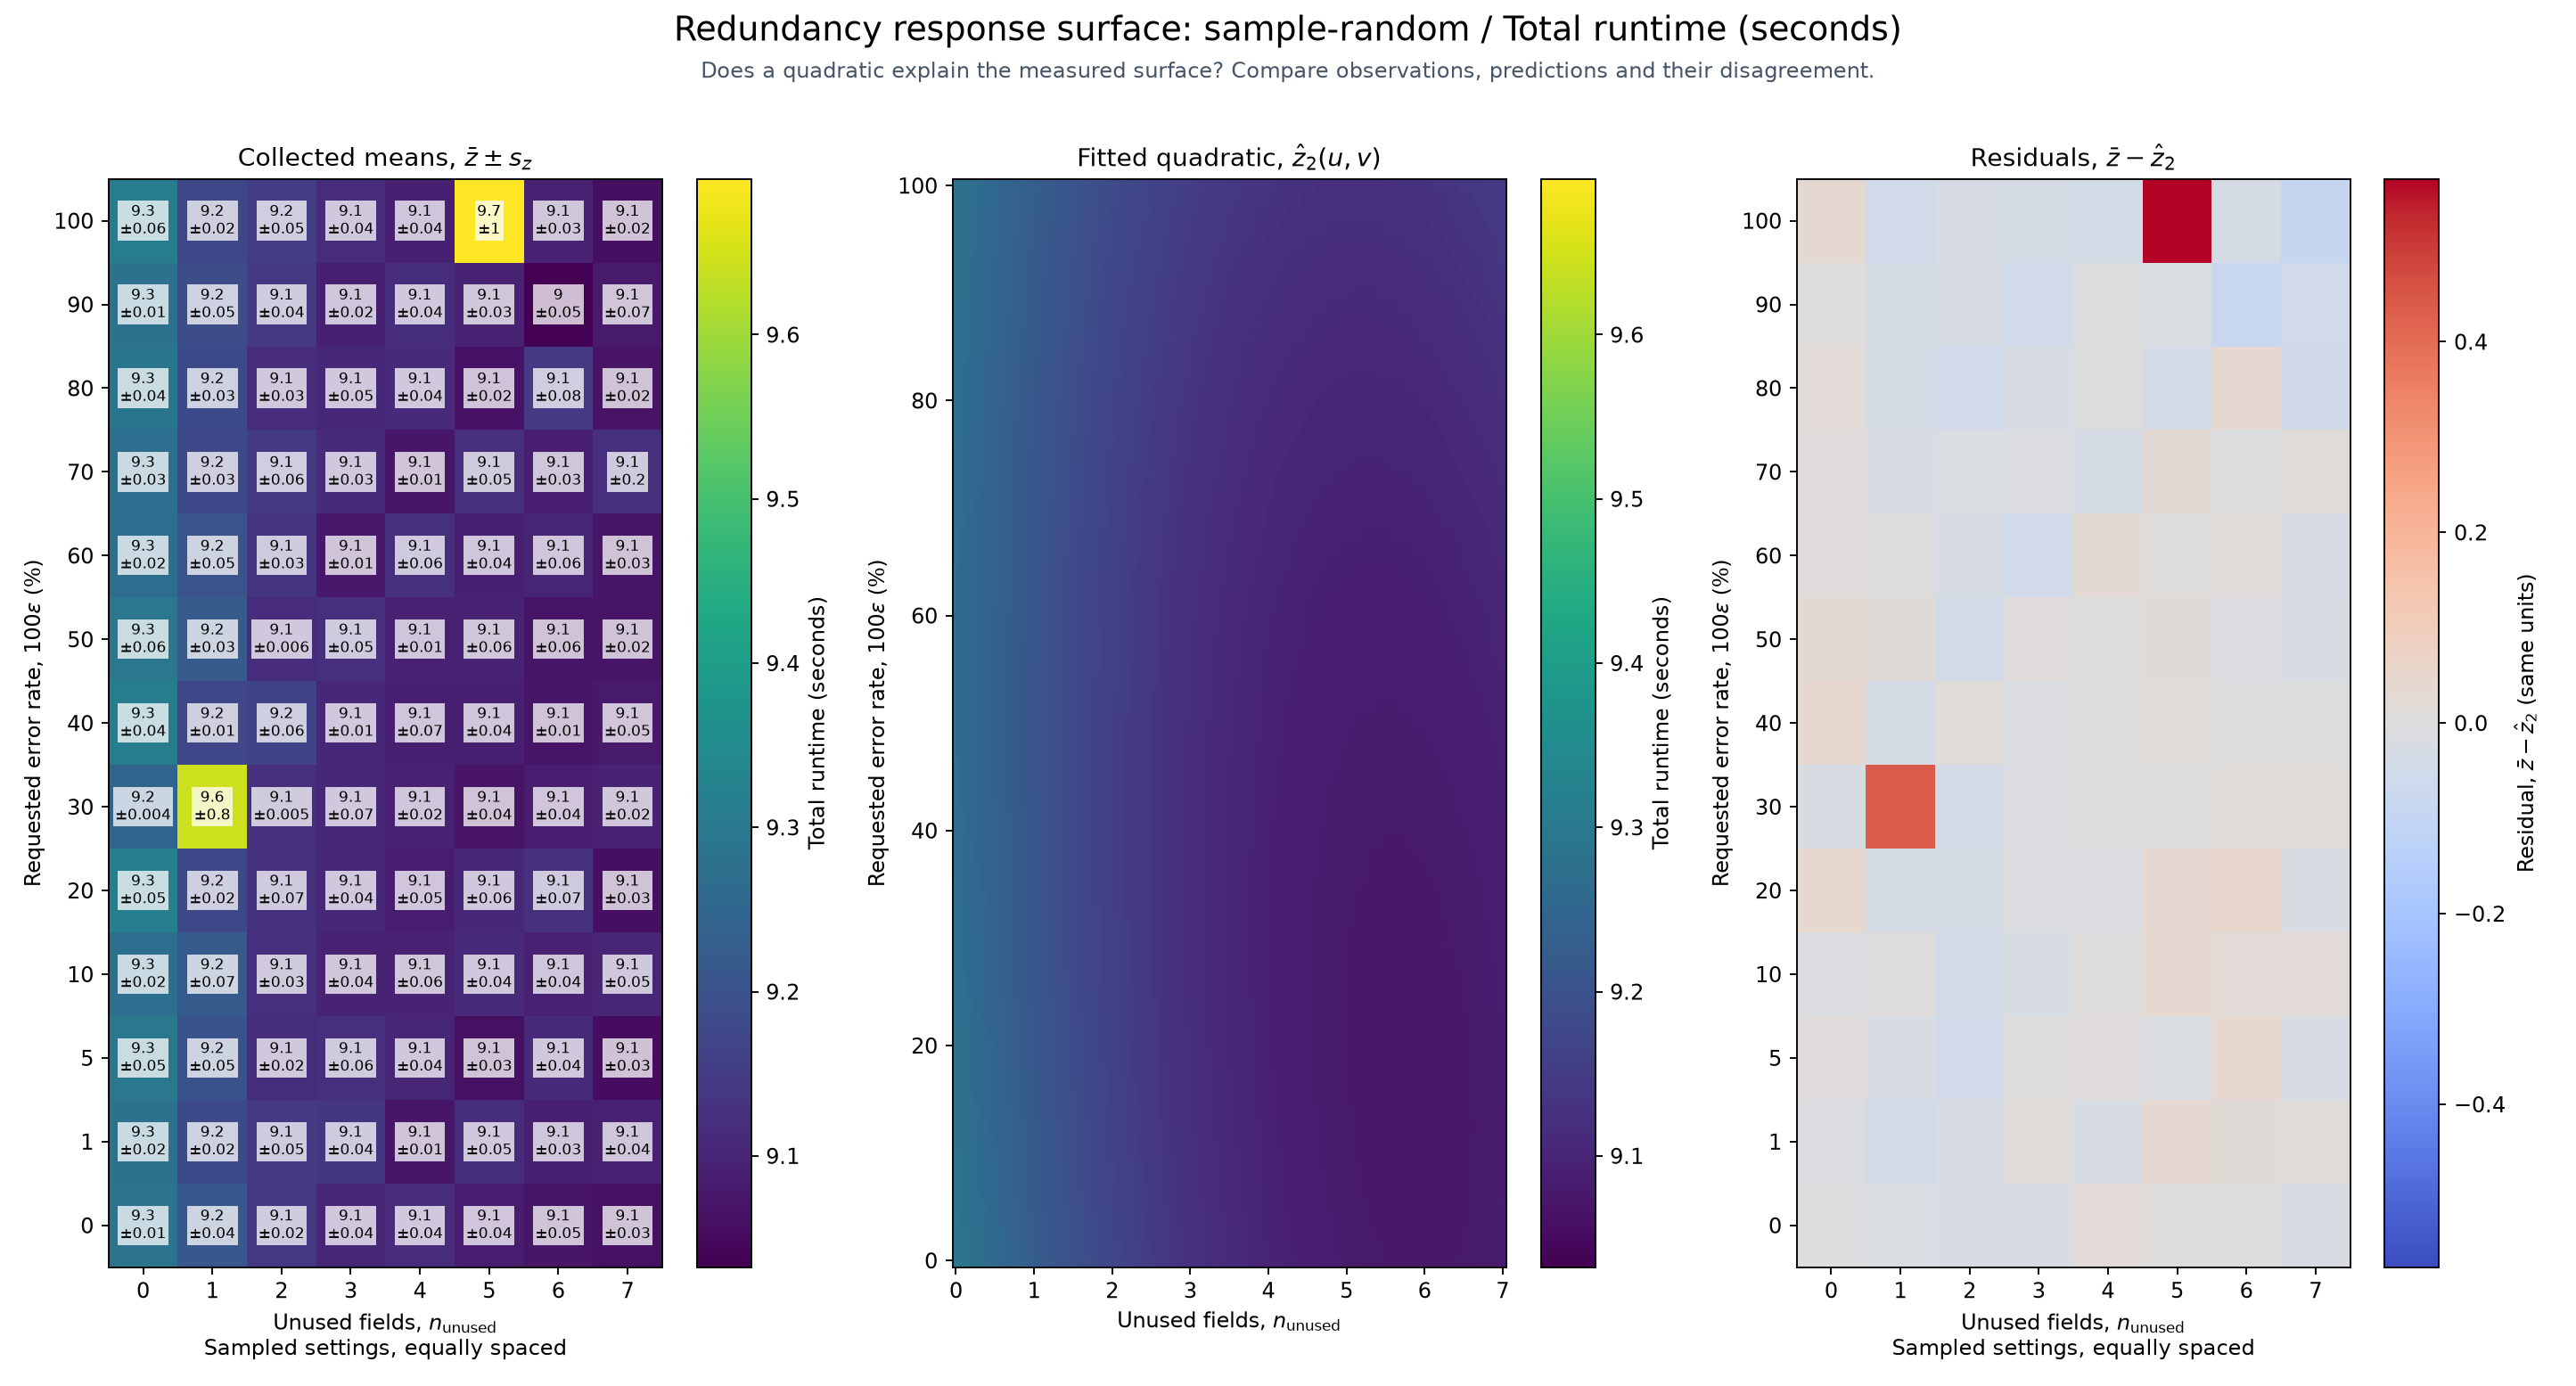 Redundancy response surface: sample-random / Total runtime (seconds)
Does a quadratic explain the measured surface? Compare observations, predictions and their disagreement.
Collected means, z̄ ± s_z
Requested error rate, 100ε (%)
100 9.3 ±0.06 9.2 ±0.02 9.2 ±0.05 9.1 ±0.04 9.1 ±0.04 9.7 ±1 9.1 ±0.03 9.1 ±0.02
90 9.3 ±0.01 9.2 ±0.05 9.1 ±0.04 9.1 ±0.02 9.1 ±0.04 9.1 ±0.03 9 ±0.05 9.1 ±0.07
80 9.3 ±0.04 9.2 ±0.03 9.1 ±0.03 9.1 ±0.05 9.1 ±0.04 9.1 ±0.02 9.1 ±0.08 9.1 ±0.02
70 9.3 ±0.03 9.2 ±0.03 9.1 ±0.06 9.1 ±0.03 9.1 ±0.01 9.1 ±0.05 9.1 ±0.03 9.1 ±0.2
60 9.3 ±0.02 9.2 ±0.05 9.1 ±0.03 9.1 ±0.01 9.1 ±0.06 9.1 ±0.04 9.1 ±0.06 9.1 ±0.03
50 9.3 ±0.06 9.2 ±0.03 9.1 ±0.006 9.1 ±0.05 9.1 ±0.01 9.1 ±0.06 9.1 ±0.06 9.1 ±0.02
40 9.3 ±0.04 9.2 ±0.01 9.2 ±0.06 9.1 ±0.01 9.1 ±0.07 9.1 ±0.04 9.1 ±0.01 9.1 ±0.05
30 9.2 ±0.004 9.6 ±0.8 9.1 ±0.005 9.1 ±0.07 9.1 ±0.02 9.1 ±0.04 9.1 ±0.04 9.1 ±0.02
20 9.3 ±0.05 9.2 ±0.02 9.1 ±0.07 9.1 ±0.04 9.1 ±0.05 9.1 ±0.06 9.1 ±0.07 9.1 ±0.03
10 9.3 ±0.02 9.2 ±0.07 9.1 ±0.03 9.1 ±0.04 9.1 ±0.06 9.1 ±0.04 9.1 ±0.04 9.1 ±0.05
5 9.3 ±0.05 9.2 ±0.05 9.1 ±0.02 9.1 ±0.06 9.1 ±0.04 9.1 ±0.03 9.1 ±0.04 9.1 ±0.03
1 9.3 ±0.02 9.2 ±0.02 9.1 ±0.05 9.1 ±0.04 9.1 ±0.01 9.1 ±0.05 9.1 ±0.03 9.1 ±0.04
0 9.3 ±0.01 9.2 ±0.04 9.1 ±0.02 9.1 ±0.04 9.1 ±0.04 9.1 ±0.04 9.1 ±0.05 9.1 ±0.03
0 1 2 3 4 5 6 7
Unused fields, n_unused
Sampled settings, equally spaced
9.6
9.5
9.4
9.3
9.2
9.1
Total runtime (seconds)
Fitted quadratic, ẑ₂(u, v)
Requested error rate, 100ε (%)
100
80
60
40
20
0
0 1 2 3 4 5 6 7
Unused fields, n_unused
9.6
9.5
9.4
9.3
9.2
9.1
Total runtime (seconds)
Residuals, z̄ − ẑ₂
Requested error rate, 100ε (%)
100
90
80
70
60
50
40
30
20
10
5
1
0
0 1 2 3 4 5 6 7
Unused fields, n_unused
Sampled settings, equally spaced
0.4
0.2
0.0
−0.2
−0.4
Residual, z̄ − ẑ₂ (same units)